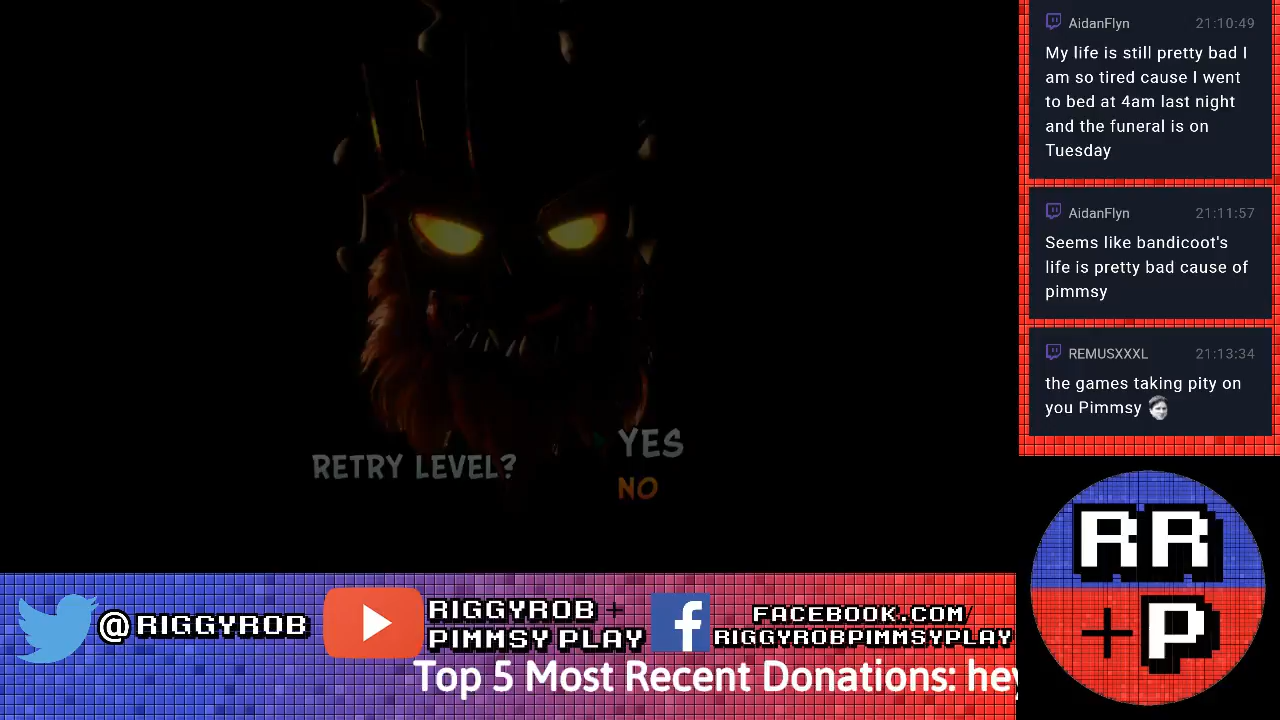 AidanFlyn 21:10:49
My life is still pretty bad I
am so tired cause I went
to bed at 4am last night
and the funeral is on
Tuesday
AidanFlyn 21:11:57
Seems like bandicoot's
life is pretty bad cause of
pimmsy
REMUSXXXL 21:13:34
the games taking pity on
you Pimmsy
RETRY LEVEL?
YES
NO
@RIGGYROB
RIGGYROB +
PIMMSY PLAY
FACEBOOK.COM/
RIGGYROBPIMMSYPLAY
Top 5 Most Recent Donations: hey
RR
+P